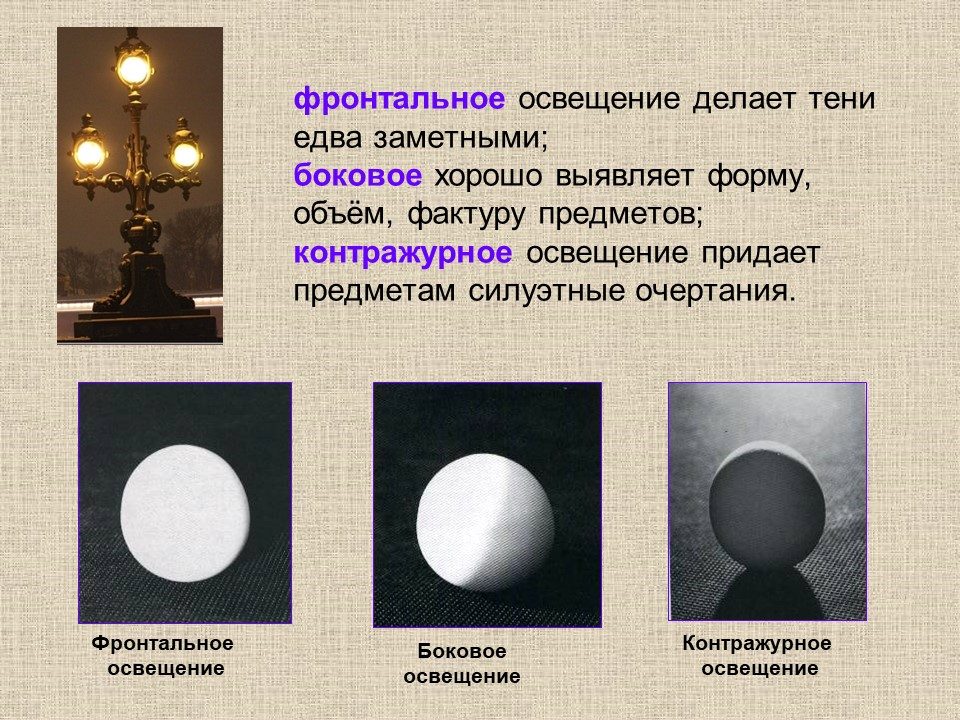 фронтальное освещение делает тени
едва заметными;
боковое хорошо выявляет форму,
объём, фактуру предметов;
контражурное освещение придает
предметам силуэтные очертания.
Фронтальное
освещение
Боковое
освещение
Контражурное
освещение